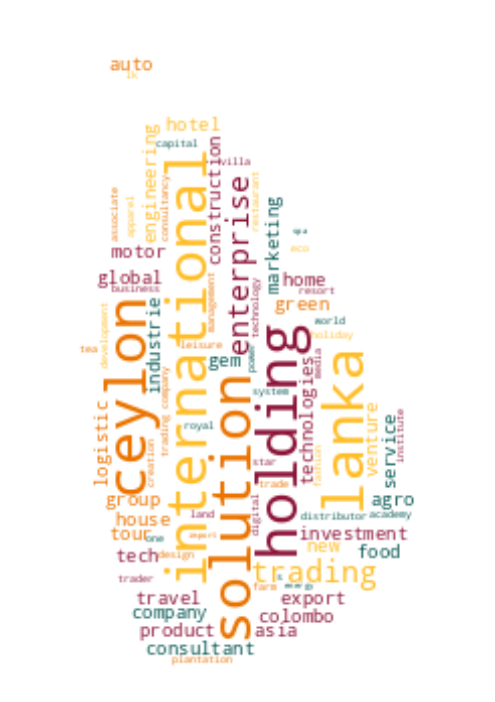 auto
lk
hotel
capital
engineering
construction
villa
international
consultancy
enterprise
restaurant
associate
apparel
marketing
spa
eco
motor
global
business
management
technology
home
resort
green
world
holiday
development
ceylon
industrie
tea
leisure
gem
power
holding
lanka
media
technologies
company
solution
system
logistic
trading
royal
venture
service
institute
creation
star
trade
fashion
group
agro
land
digital
distributor
academy
house
tour
one
export
investment
new
food
tech
design
trading
trader
farm
energy
travel
export
company
colombo
product
asia
consultant
plantation